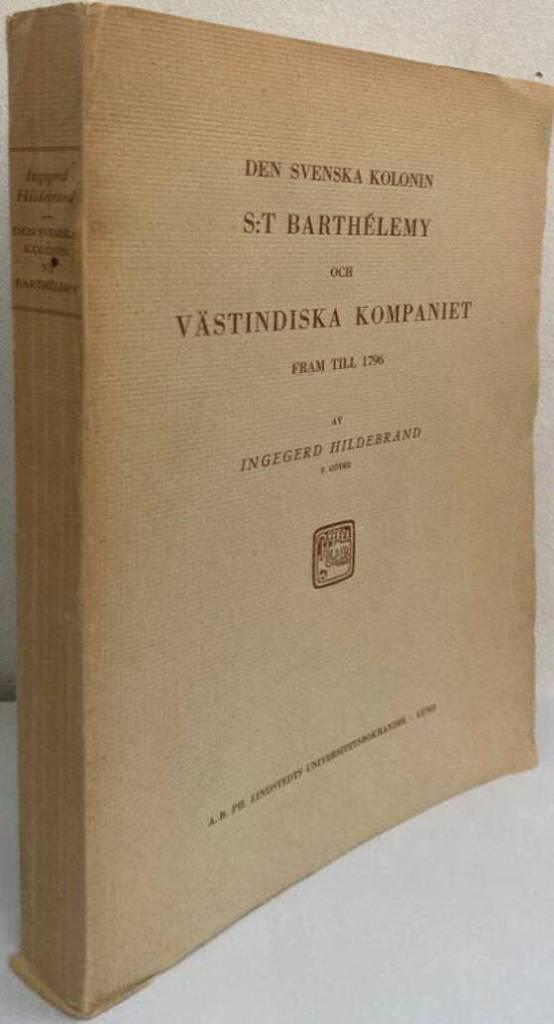 Ingegerd
Hildebrand
DEN SVENSKA
KOLONIN
S:T
BARTHÉLEMY
DEN SVENSKA KOLONIN
S:T BARTHÉLEMY
OCH
VÄSTINDISKA KOMPANIET
FRAM TILL 1796
AV
INGEGERD HILDEBRAND
F. GÖTHE
A.-B. PH. LINDSTEDTS UNIVERSITETSBOKHANDEL - LUND